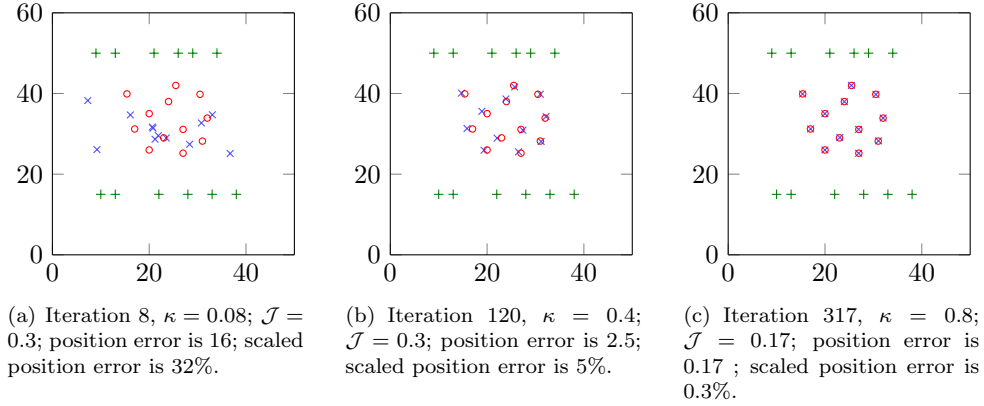 60
40
20
0
0
20
40
(a) Iteration 8, κ = 0.08; 𝒥 =
0.3; position error is 16; scaled
position error is 32%.
60
40
20
0
0
20
40
(b) Iteration 120, κ = 0.4;
𝒥 = 0.3; position error is 2.5;
scaled position error is 5%.
60
40
20
0
0
20
40
(c) Iteration 317, κ = 0.8;
𝒥 = 0.17; position error is
0.17 ; scaled position error is
0.3%.